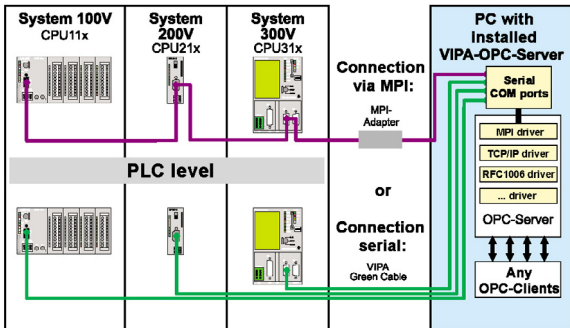 System 100V
CPU11x
System
200V
CPU21x
System
300V
CPU31x
Connection
via MPI:
MPI-
Adapter
PC with
installed
VIPA-OPC-Server
Serial
COM ports
MPI driver
TCP/IP driver
RFC1006 driver
... driver
OPC-Server
Any
OPC-Clients
PLC level
or
Connection
serial:
VIPA
Green Cable